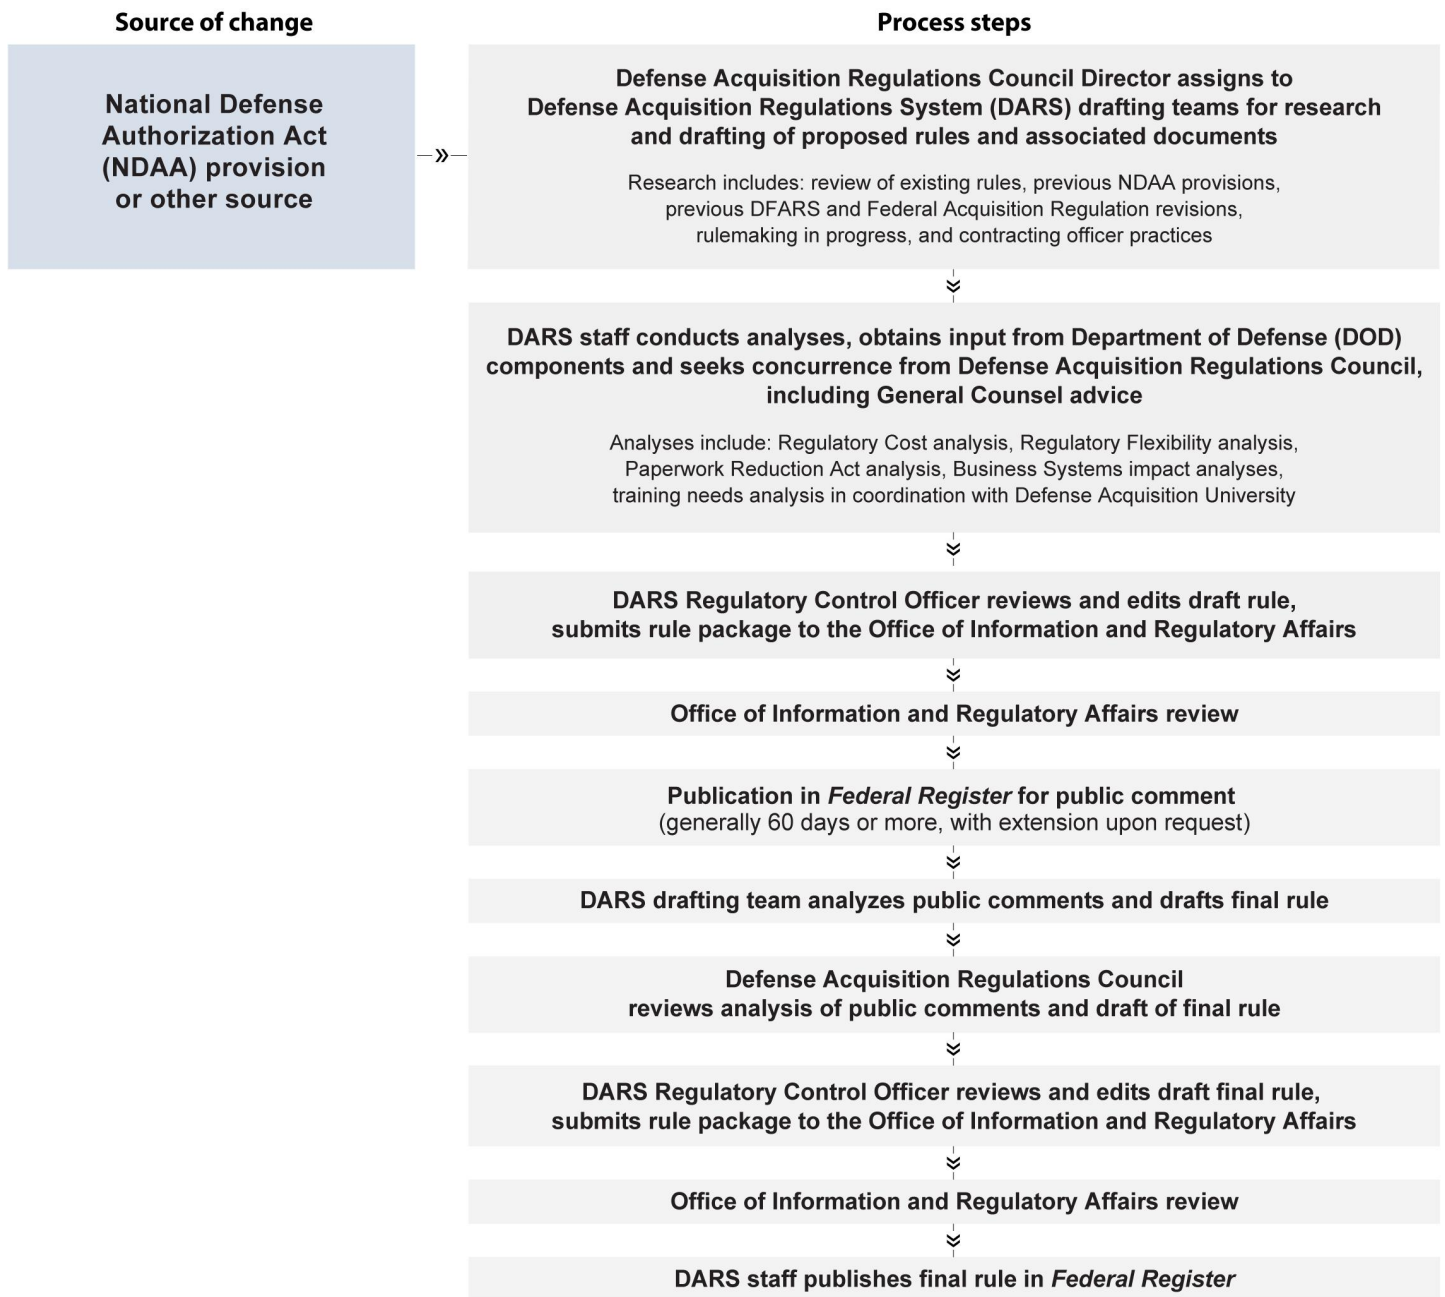 Source of change
Process steps
National Defense
Authorization Act
(NDAA) provision
or other source
Defense Acquisition Regulations Council Director assigns to
Defense Acquisition Regulations System (DARS) drafting teams for research
and drafting of proposed rules and associated documents
Research includes: review of existing rules, previous NDAA provisions,
previous DFARS and Federal Acquisition Regulation revisions,
rulemaking in progress, and contracting officer practices
DARS staff conducts analyses, obtains input from Department of Defense (DOD)
components and seeks concurrence from Defense Acquisition Regulations Council,
including General Counsel advice
Analyses include: Regulatory Cost analysis, Regulatory Flexibility analysis,
Paperwork Reduction Act analysis, Business Systems impact analyses,
training needs analysis in coordination with Defense Acquisition University
DARS Regulatory Control Officer reviews and edits draft rule,
submits rule package to the Office of Information and Regulatory Affairs
Office of Information and Regulatory Affairs review
Publication in Federal Register for public comment
(generally 60 days or more, with extension upon request)
DARS drafting team analyzes public comments and drafts final rule
Defense Acquisition Regulations Council
reviews analysis of public comments and draft of final rule
DARS Regulatory Control Officer reviews and edits draft final rule,
submits rule package to the Office of Information and Regulatory Affairs
Office of Information and Regulatory Affairs review
DARS staff publishes final rule in Federal Register